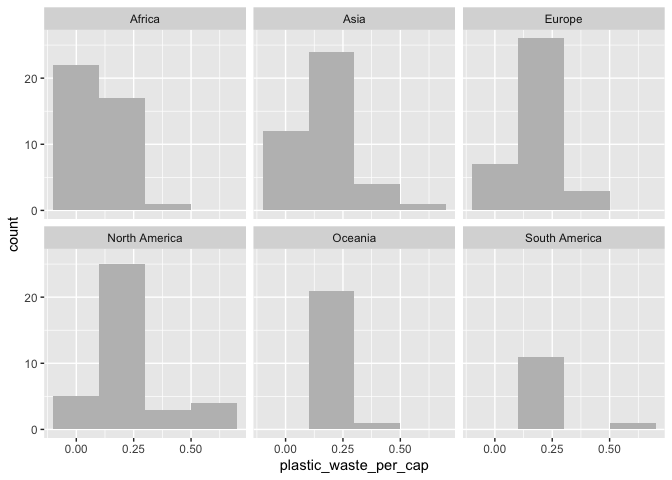 Africa
Asia
Europe
20
10
0
North America
Oceania
South America
20
10
0
count
0.00
0.25
0.50
0.00
0.25
0.50
0.00
0.25
0.50
plastic_waste_per_cap